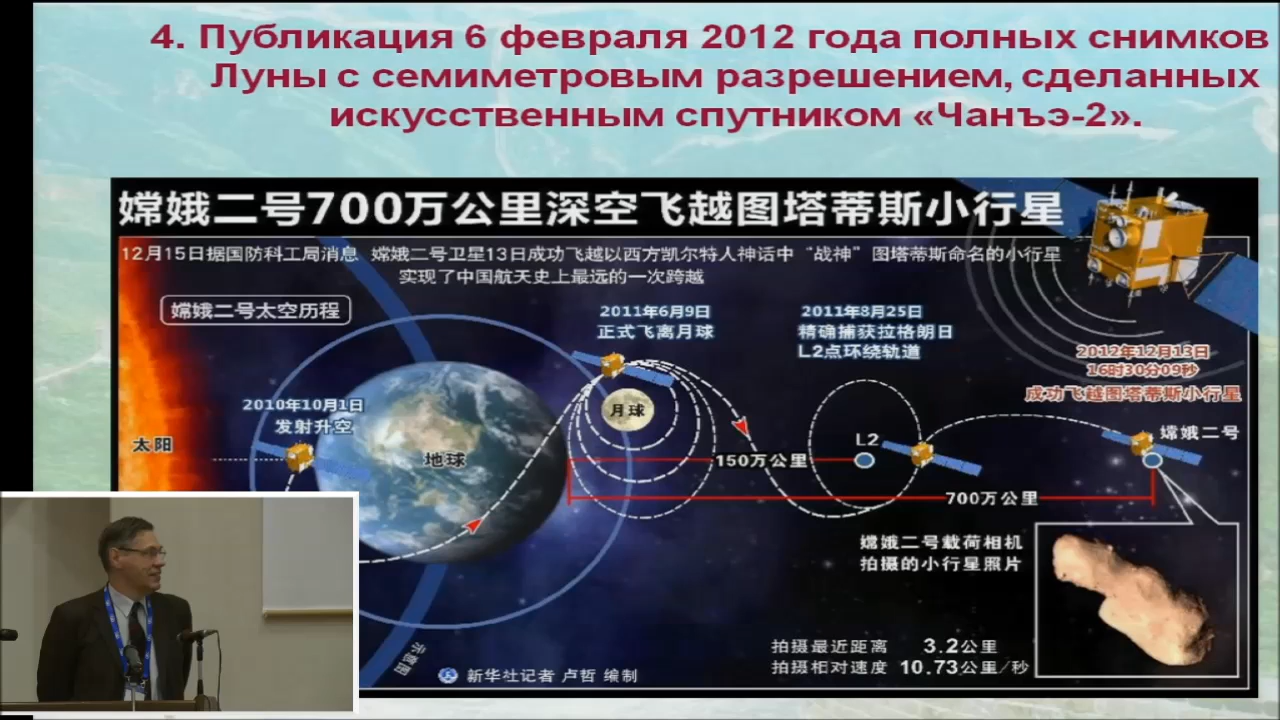 4. Публикация 6 февраля 2012 года полных снимков
Луны с семиметровым разрешением, сделанных
искусственным спутником «Чанъэ-2».
嫦娥二号700万公里深空飞越图塔蒂斯小行星
12月15日据国防科工局消息 嫦娥二号卫星13日成功飞越以西方凯尔特人神话中“战神”图塔蒂斯命名的小行星
实现了中国航天史上最远的一次跨越
嫦娥二号太空历程
2011年6月9日
正式飞离月球
2011年8月25日
精确捕获拉格朗日
L2点环绕轨道
2012年12月13日
16时30分09秒
成功飞越图塔蒂斯小行星
2010年10月1日
发射升空
月球
太阳
地球
L2
嫦娥二号
150万公里
700万公里
嫦娥二号载荷相机
拍摄的小行星照片
拍摄最近距离 3.2公里
拍摄相对速度 10.73公里/秒
示意图
新华社记者 卢哲 编制